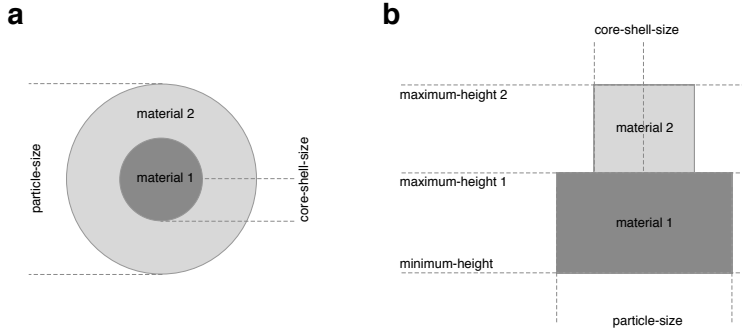 a
material 2
material 1
particle-size
core-shell-size
b
core-shell-size
maximum-height 2
material 2
maximum-height 1
material 1
minimum-height
particle-size